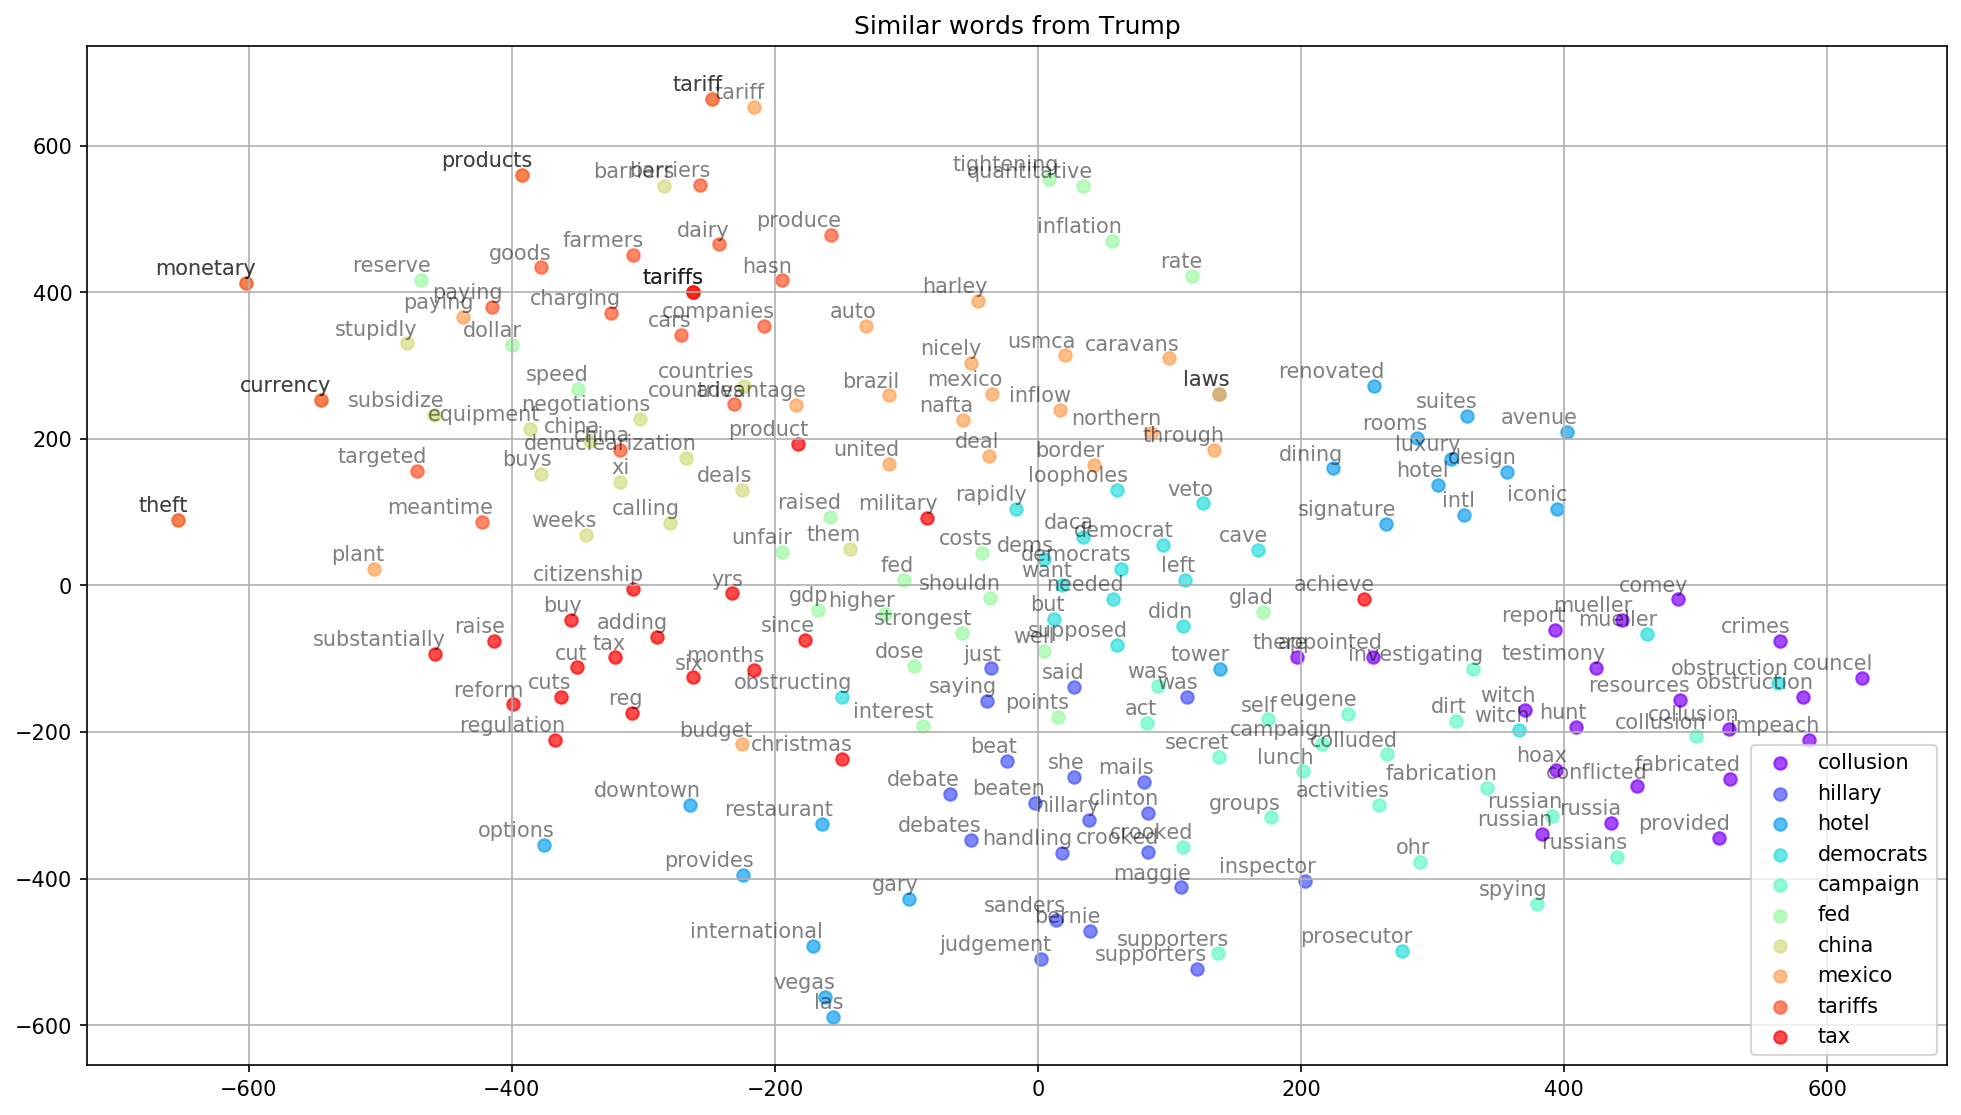 Similar words from Trump
tariff
tariff
products
barriers
barriers
tightening
quantitative
produce
dairy
farmers
inflation
goods
monetary
reserve
hasn
tariffs
rate
paying
paying
charging
harley
stupidly
dollar
cars
companies
auto
usmca
caravans
nicely
currency
speed
countries
countries
advantage
brazil
mexico
laws
renovated
subsidize
equipment
negotiations
nafta
inflow
northern
suites
rooms
avenue
china
china
denuclearization
product
united
deal
border
through
targeted
buys
xi
deals
loopholes
dining
luxury
hotel
design
theft
meantime
weeks
calling
raised
military
rapidly
veto
signature
intl
iconic
plant
unfair
them
costs
daca
dems
democrat
democrats
cave
citizenship
yrs
fed
want
shouldn
needed
left
achieve
comey
buy
gdp
higher
but
didn
glad
report
mueller
mueller
substantially
raise
adding
tax
since
strongest
well
supposed
there
appointed
crimes
cut
six
months
dose
just
said
was
was
tower
investigating
testimony
obstruction
obstruction
councel
reform
cuts
reg
obstructing
saying
points
act
self
eugene
dirt
witch
witch
hunt
resources
regulation
budget
christmas
interest
secret
campaign
colluded
collusion
collusion
impeach
downtown
restaurant
debate
beat
beaten
she
mails
lunch
fabrication
hoax
conflicted
fabricated
options
debates
hillary
clinton
groups
activities
russian
russian
russia
provided
provides
handling
crooked
crooked
russians
gary
maggie
inspector
ohr
spying
international
sanders
bernie
judgement
supporters
supporters
prosecutor
vegas
las
600
400
200
0
−200
−400
−600
−600
−400
−200
0
200
400
600
collusion
hillary
hotel
democrats
campaign
fed
china
mexico
tariffs
tax